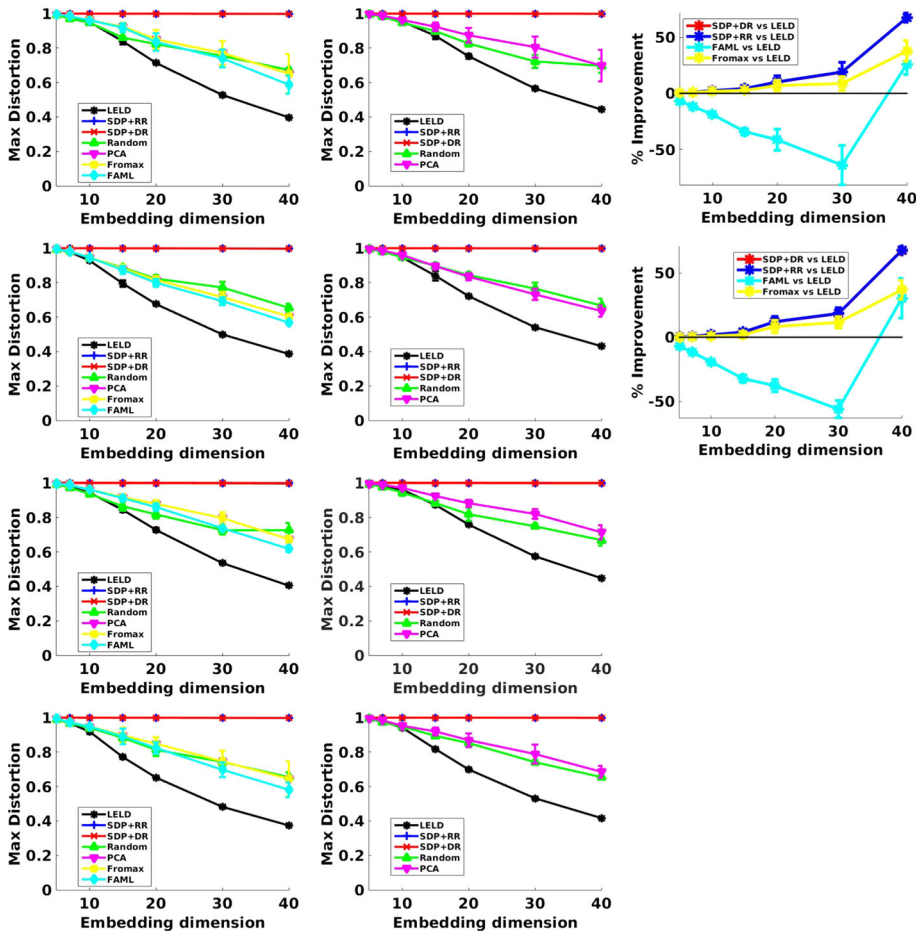 Max Distortion
1
0.8
0.6
0.4
0.2
0
LELD
SDP+RR
SDP+DR
Random
PCA
Fromax
FAML
10 20 30 40
Embedding dimension
Max Distortion
1
0.8
0.6
0.4
0.2
0
LELD
SDP+RR
SDP+DR
Random
PCA
10 20 30 40
Embedding dimension
% Improvement
50
0
-50
SDP+DR vs LELD
SDP+RR vs LELD
FAML vs LELD
Fromax vs LELD
10 20 30 40
Embedding dimension
Max Distortion
1
0.8
0.6
0.4
0.2
0
LELD
SDP+RR
SDP+DR
Random
PCA
Fromax
FAML
10 20 30 40
Embedding dimension
Max Distortion
1
0.8
0.6
0.4
0.2
0
LELD
SDP+RR
SDP+DR
Random
PCA
10 20 30 40
Embedding dimension
% Improvement
50
0
-50
SDP+DR vs LELD
SDP+RR vs LELD
FAML vs LELD
Fromax vs LELD
10 20 30 40
Embedding dimension
Max Distortion
1
0.8
0.6
0.4
0.2
0
LELD
SDP+RR
SDP+DR
Random
PCA
Fromax
FAML
10 20 30 40
Embedding dimension
Max Distortion
1
0.8
0.6
0.4
0.2
0
LELD
SDP+RR
SDP+DR
Random
PCA
10 20 30 40
Embedding dimension
Max Distortion
1
0.8
0.6
0.4
0.2
0
LELD
SDP+RR
SDP+DR
Random
PCA
Fromax
FAML
10 20 30 40
Embedding dimension
Max Distortion
1
0.8
0.6
0.4
0.2
0
LELD
SDP+RR
SDP+DR
Random
PCA
10 20 30 40
Embedding dimension